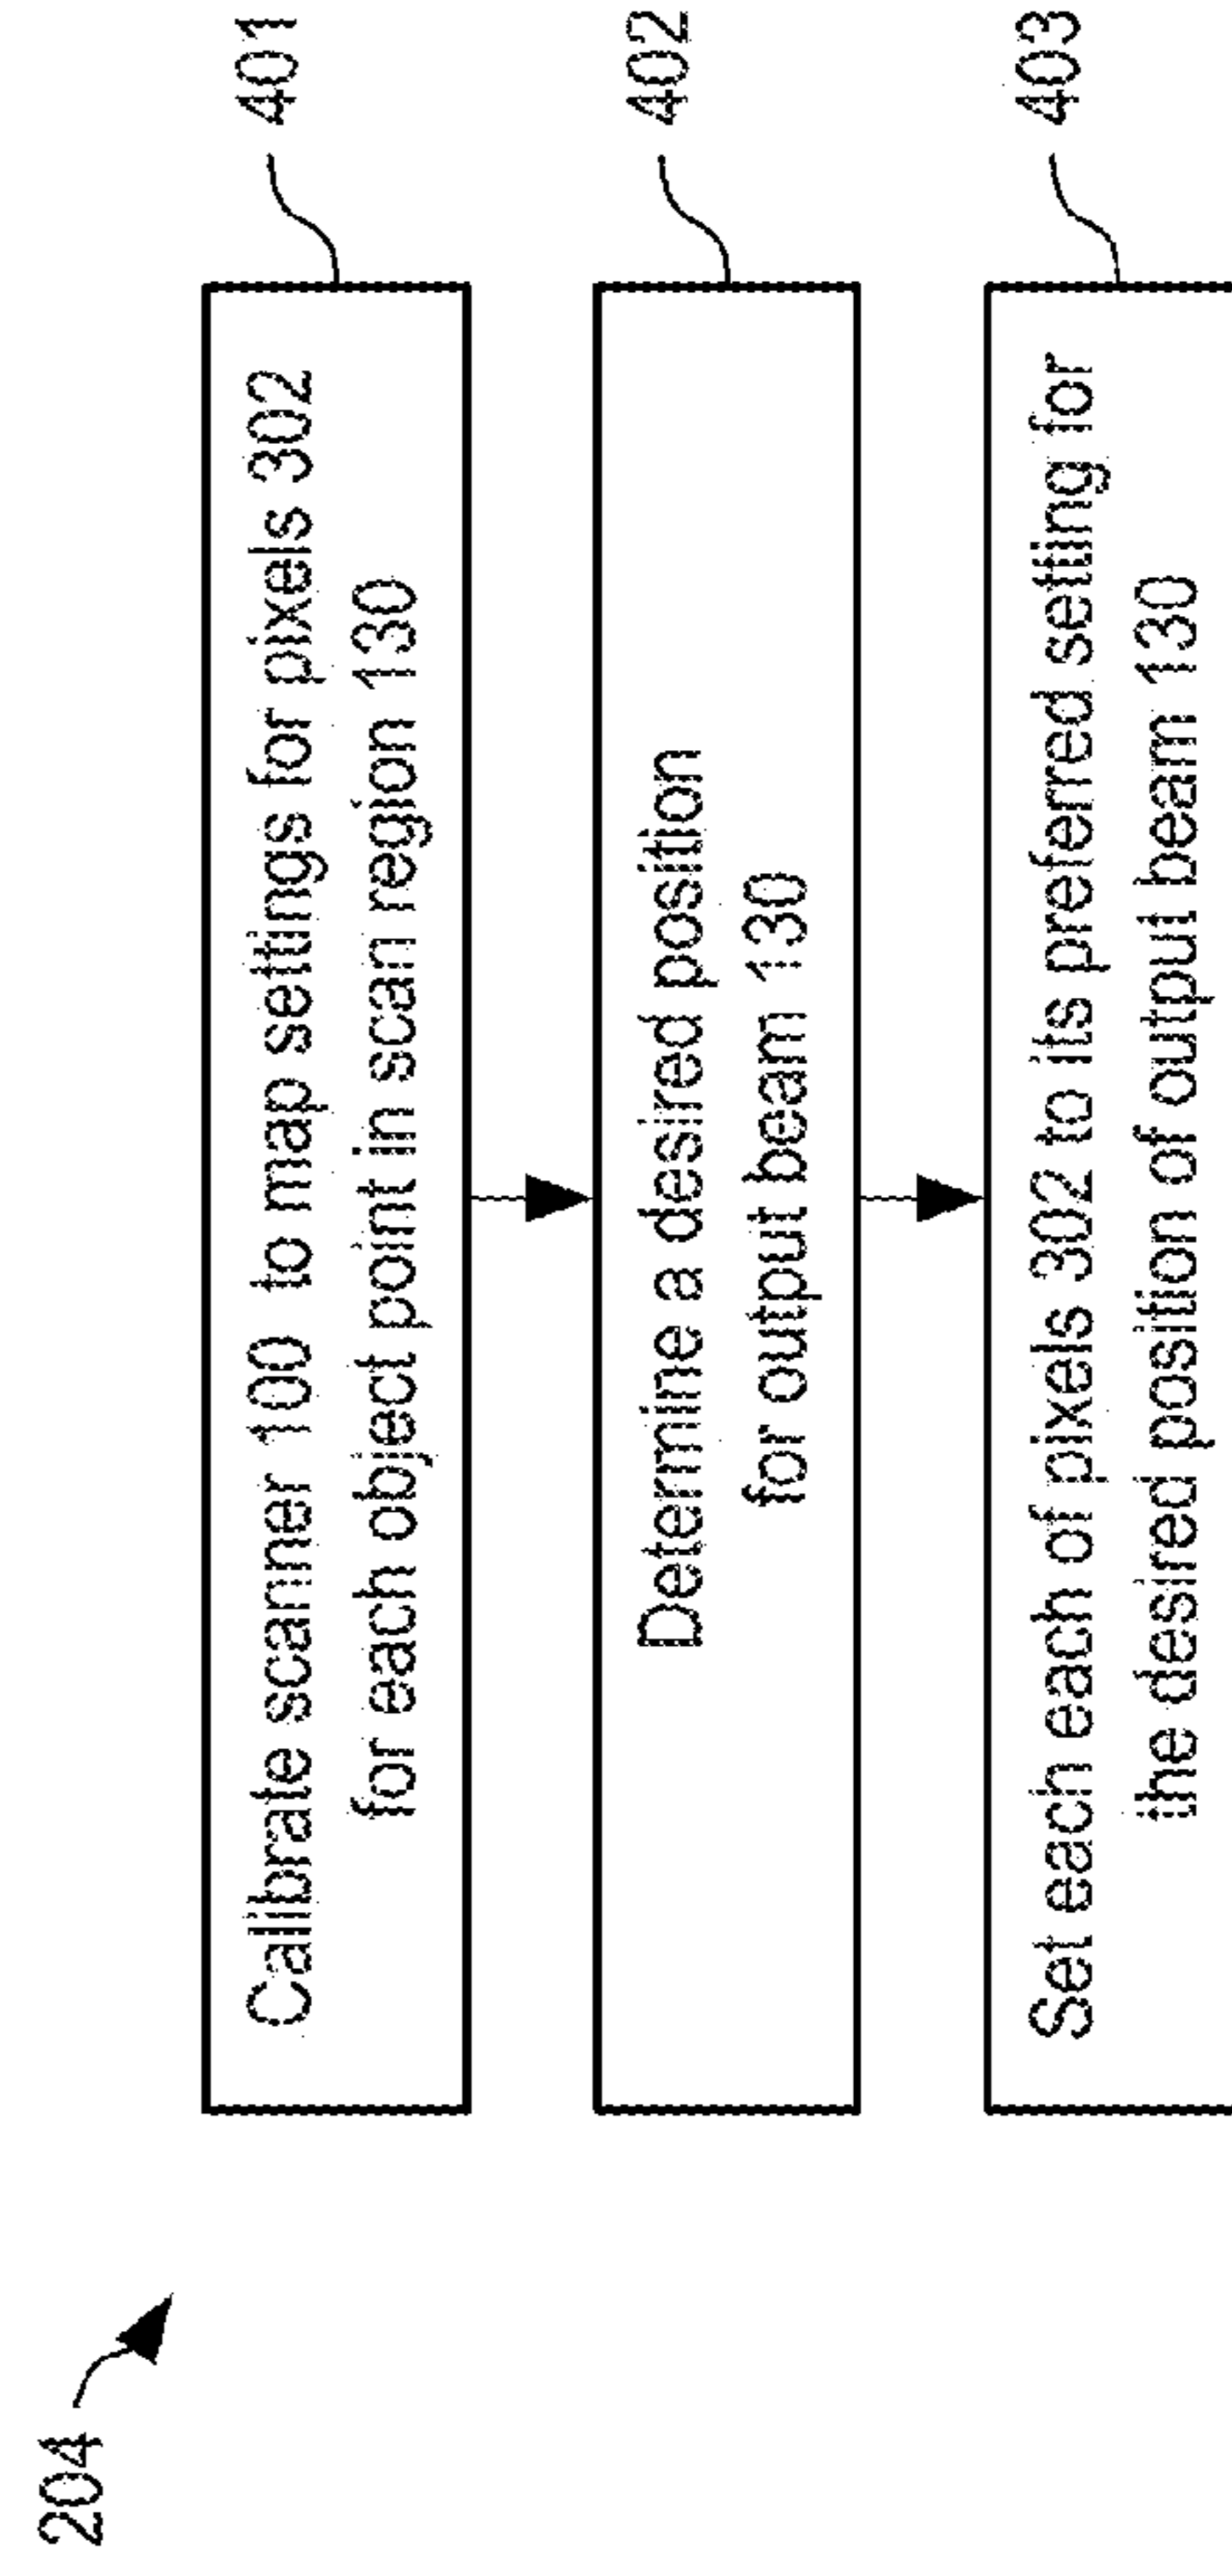 204
Calibrate scanner 100 to map settings for pixels 302
for each object point in scan region 130
401
Determine a desired position
for output beam 130
402
Set each each of pixels 302 to its preferred setting for
the desired position of output beam 130
403